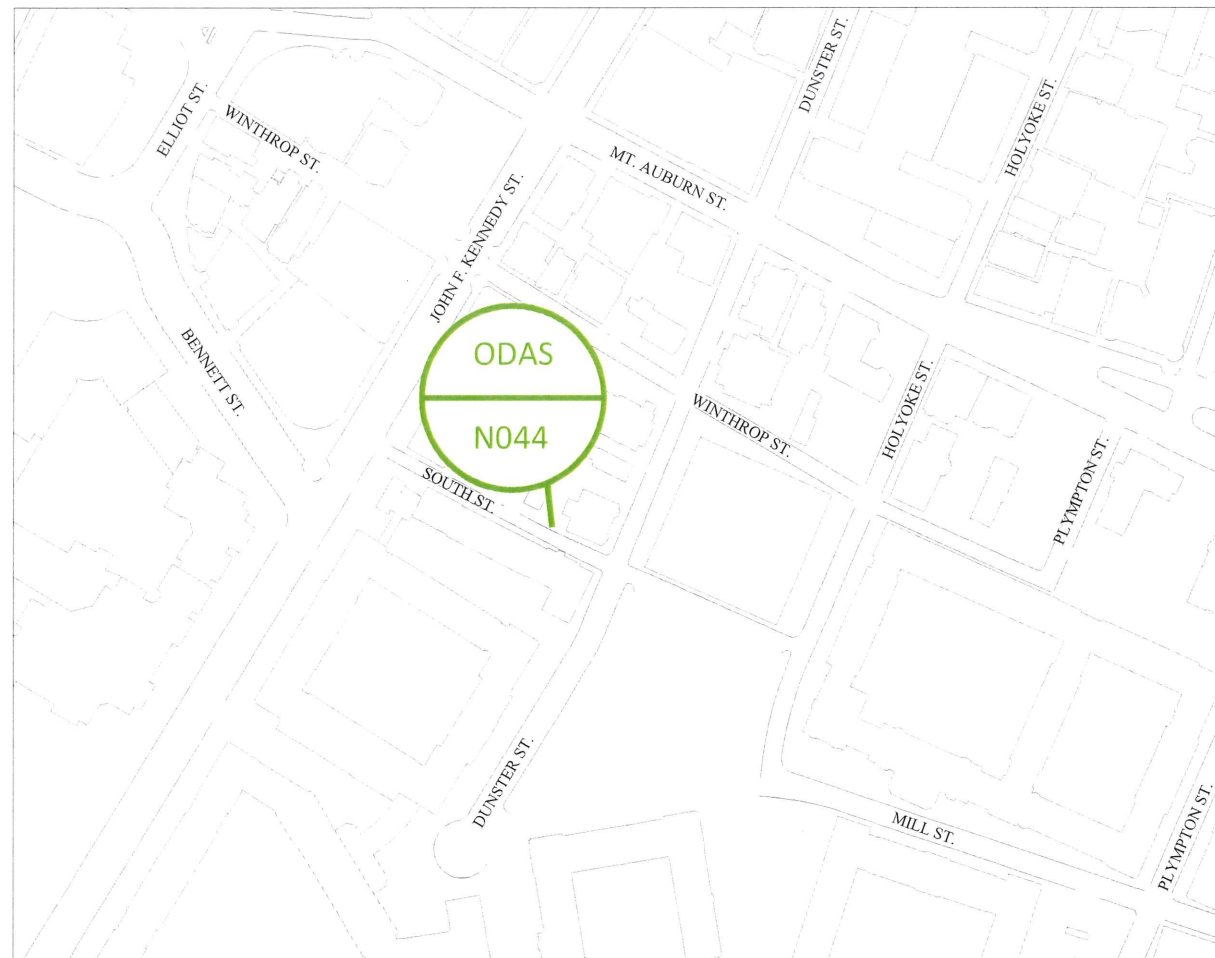 ELLIOT ST.
WINTHROP ST.
DUNSTER ST.
HOLYOKE ST.
MT. AUBURN ST.
JOHN F. KENNEDY ST.
BENNETT ST.
ODAS
N044
SOUTH ST.
WINTHROP ST.
HOLYOKE ST.
PLYMPTON ST.
DUNSTER ST.
MILL ST.
PLYMPTON ST.